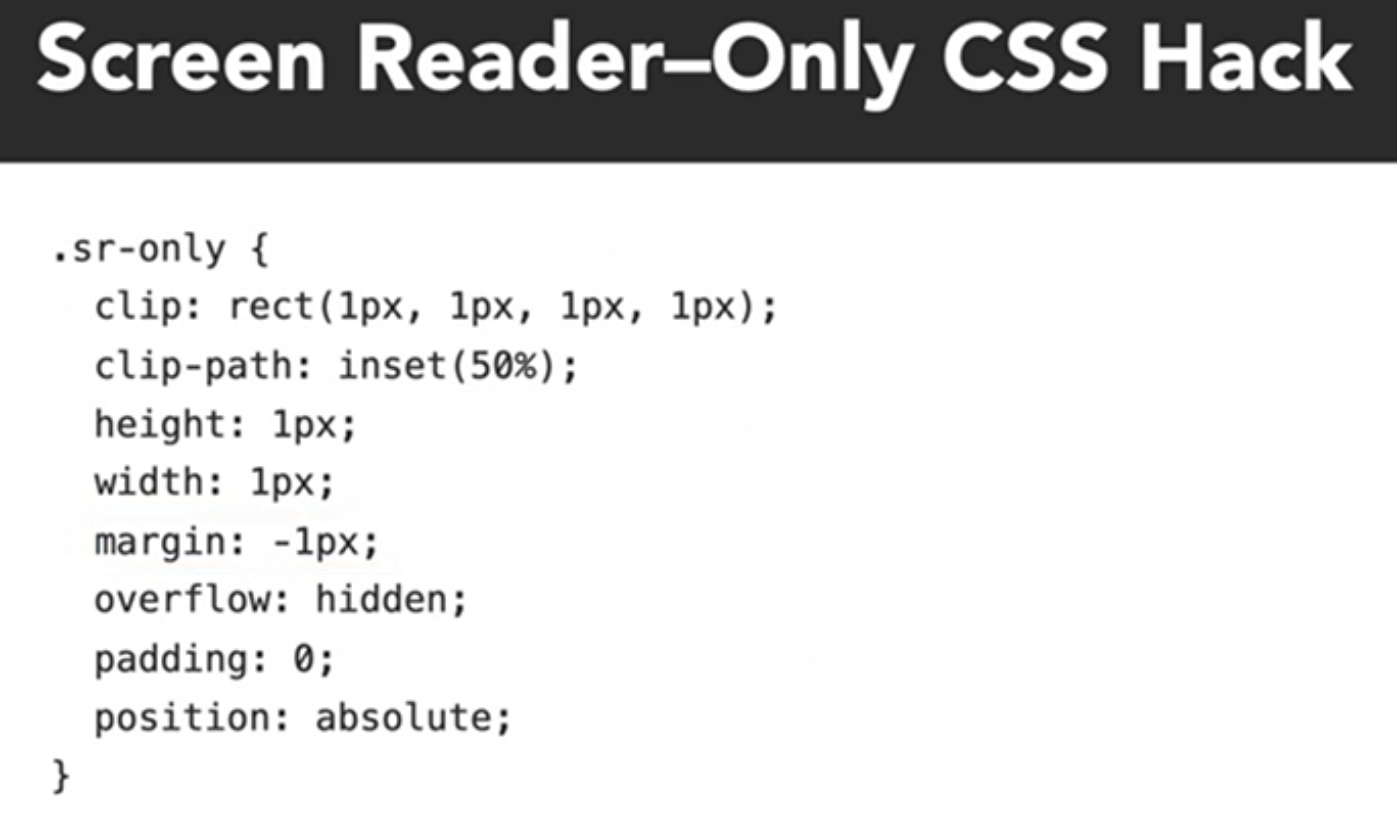 Screen Reader–Only CSS Hack
.sr-only {
  clip: rect(1px, 1px, 1px, 1px);
  clip-path: inset(50%);
  height: 1px;
  width: 1px;
  margin: -1px;
  overflow: hidden;
  padding: 0;
  position: absolute;
}